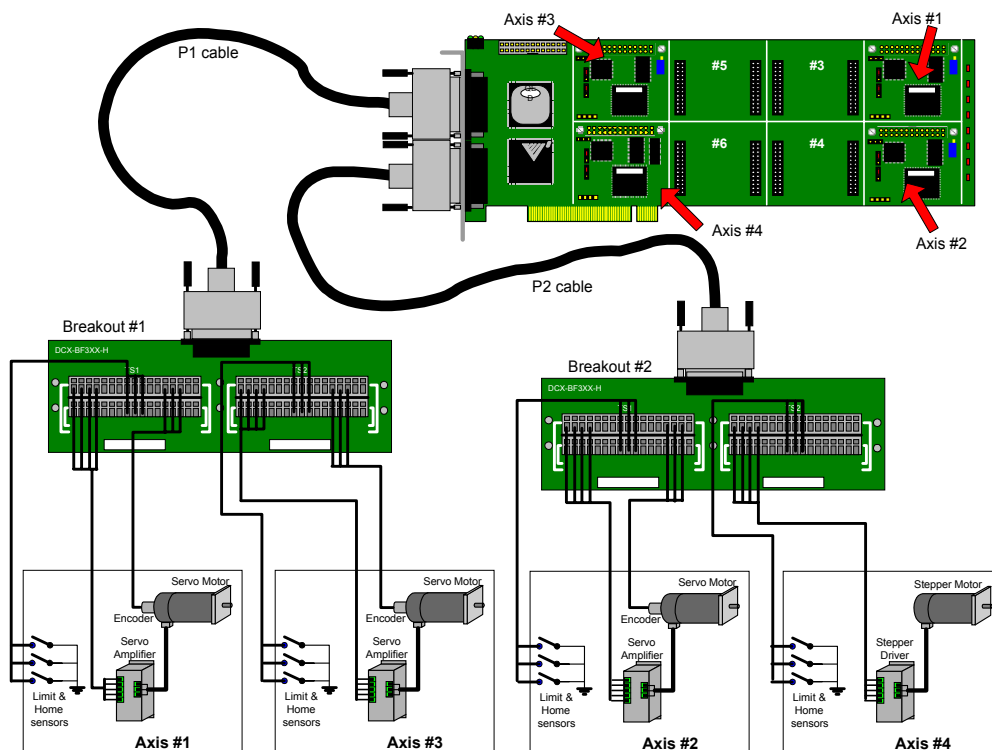 Axis #3
Axis #1
P1 cable
#5
#3
#6
#4
Axis #4
Axis #2
P2 cable
Breakout #1
DCX-BF3XX-H
TS1
TS2
Breakout #2
DCX-BF3XX-H
Servo Motor
Encoder
Servo
Amplifier
Limit &
Home
sensors
Axis #1
Servo Motor
Encoder
Servo
Amplifier
Limit &
Home
sensors
Axis #3
Servo Motor
Encoder
Servo
Amplifier
Limit &
Home
sensors
Axis #2
Stepper Motor
Stepper
Driver
Limit &
Home
sensors
Axis #4